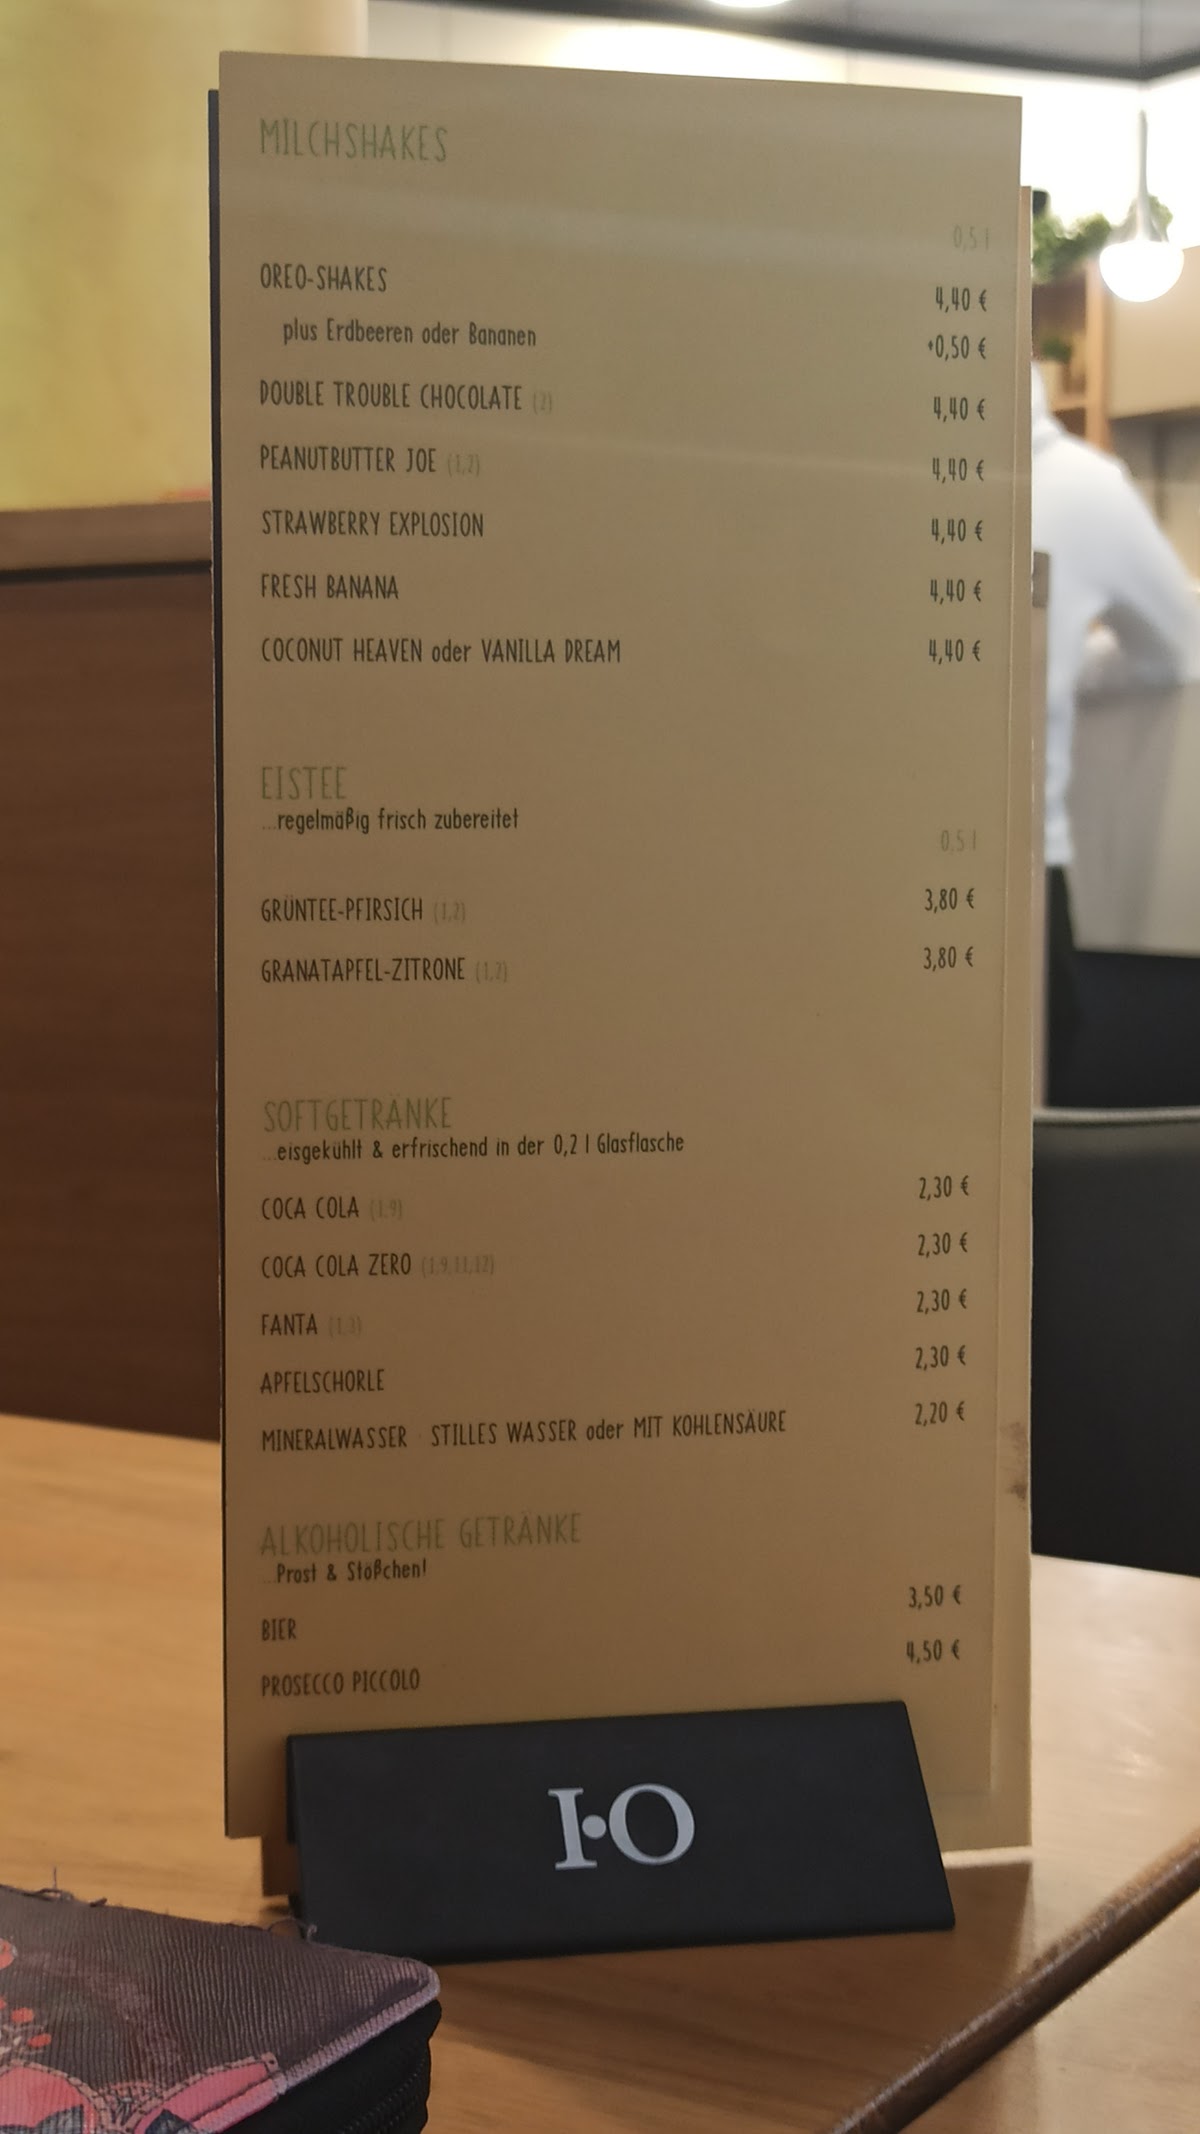 MILCHSHAKES
0,5 l
OREO-SHAKES 4,40 €
plus Erdbeeren oder Bananen +0,50 €
DOUBLE TROUBLE CHOCOLATE (2) 4,40 €
PEANUTBUTTER JOE (1,2) 4,40 €
STRAWBERRY EXPLOSION 4,40 €
FRESH BANANA 4,40 €
COCONUT HEAVEN oder VANILLA DREAM 4,40 €
EISTEE
...regelmäßig frisch zubereitet
0,5 l
GRÜNTEE-PFIRSICH (1,2) 3,80 €
GRANATAPFEL-ZITRONE (1,2) 3,80 €
SOFTGETRÄNKE
...eisgekühlt & erfrischend in der 0,2 l Glasflasche
COCA COLA (1,9) 2,30 €
COCA COLA ZERO (1,9,11,12) 2,30 €
FANTA (1,3) 2,30 €
APFELSCHORLE 2,30 €
MINERALWASSER · STILLES WASSER oder MIT KOHLENSÄURE 2,20 €
ALKOHOLISCHE GETRÄNKE
...Prost & Stößchen!
BIER 3,50 €
PROSECCO PICCOLO 4,50 €
I·O